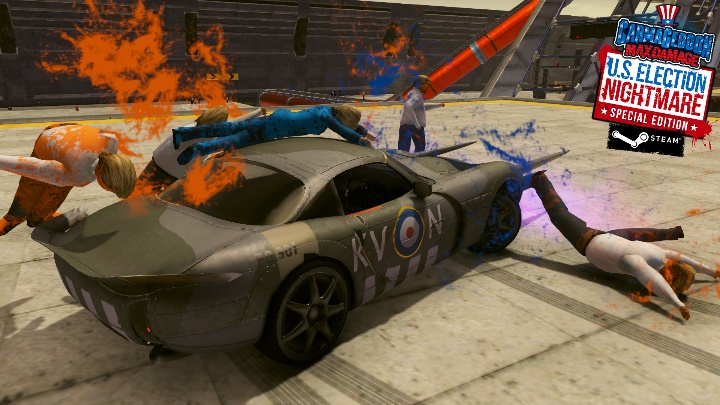 CARMAGEDDON
MAX DAMAGE
U.S. ELECTION
NIGHTMARE
★ SPECIAL EDITION ★
STEAM
KV N